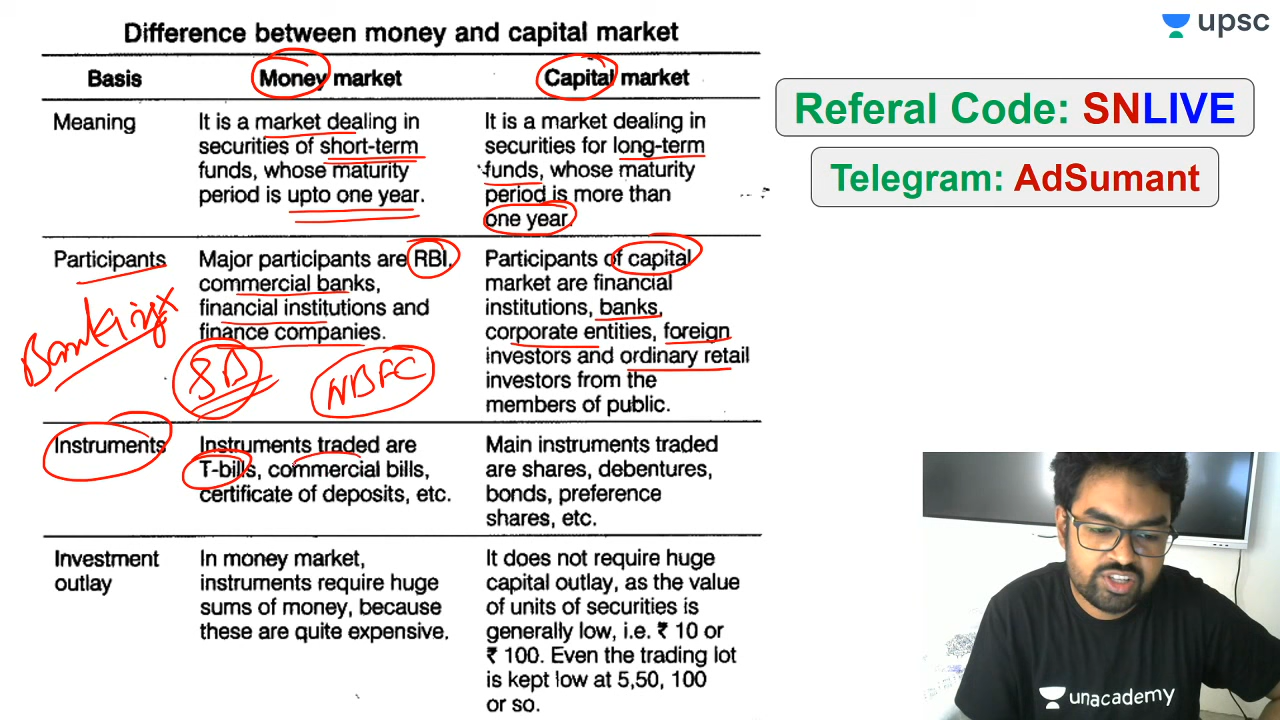 Difference between money and capital market
Basis Money market Capital market
Meaning
It is a market dealing in
securities of short-term
funds, whose maturity
period is upto one year.
It is a market dealing in
securities for long-term
funds, whose maturity
period is more than
one year.
Participants
Major participants are RBI,
commercial banks,
financial institutions and
finance companies.
Participants of capital
market are financial
institutions, banks,
corporate entities, foreign
investors and ordinary retail
investors from the
members of public.
Banking
NBFC
Instruments
Instruments traded are
T-bills, commercial bills,
certificate of deposits, etc.
Main instruments traded
are shares, debentures,
bonds, preference
shares, etc.
Investment
outlay
In money market,
instruments require huge
sums of money, because
these are quite expensive.
It does not require huge
capital outlay, as the value
of units of securities is
generally low, i.e. ₹ 10 or
₹ 100. Even the trading lot
is kept low at 5,50, 100
or so.
upsc
Referal Code: SNLIVE
Telegram: AdSumant
unacademy